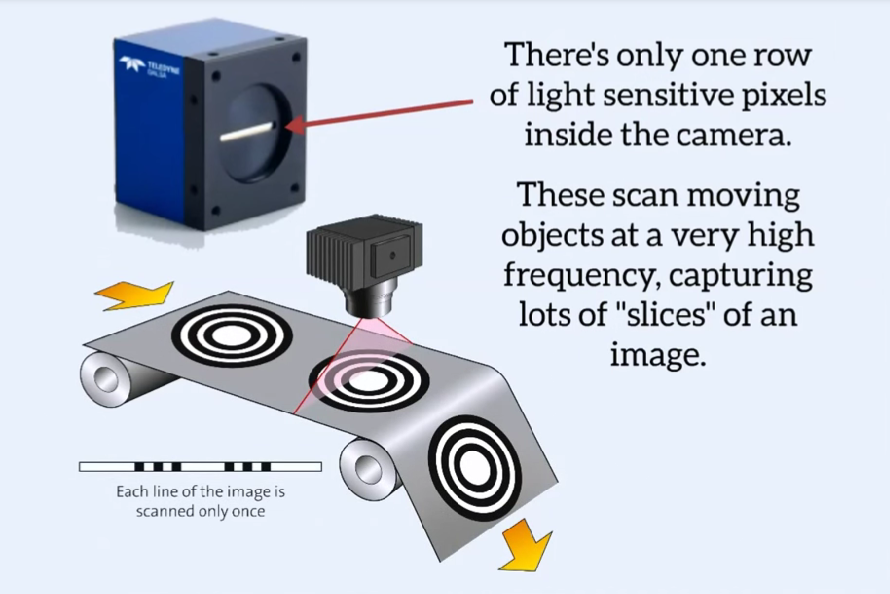 TELEDYNE
DALSA
There's only one row
of light sensitive pixels
inside the camera.
These scan moving
objects at a very high
frequency, capturing
lots of "slices" of an
image.
Each line of the image is
scanned only once